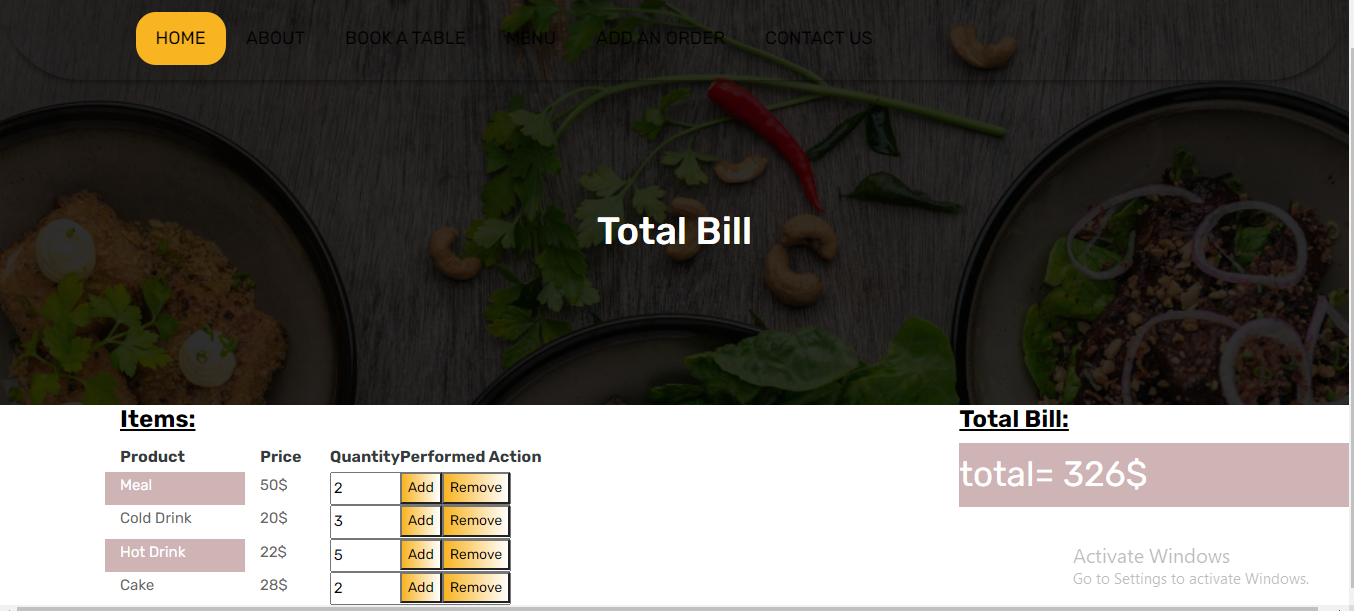 HOME ABOUT BOOK A TABLE MENU ADD AN ORDER CONTACT US
Total Bill
Items:
Product Price Quantity Performed Action
Meal 50$ 2 Add Remove
Cold Drink 20$ 3 Add Remove
Hot Drink 22$ 5 Add Remove
Cake 28$ 2 Add Remove
Total Bill:
total= 326$
Activate Windows
Go to Settings to activate Windows.